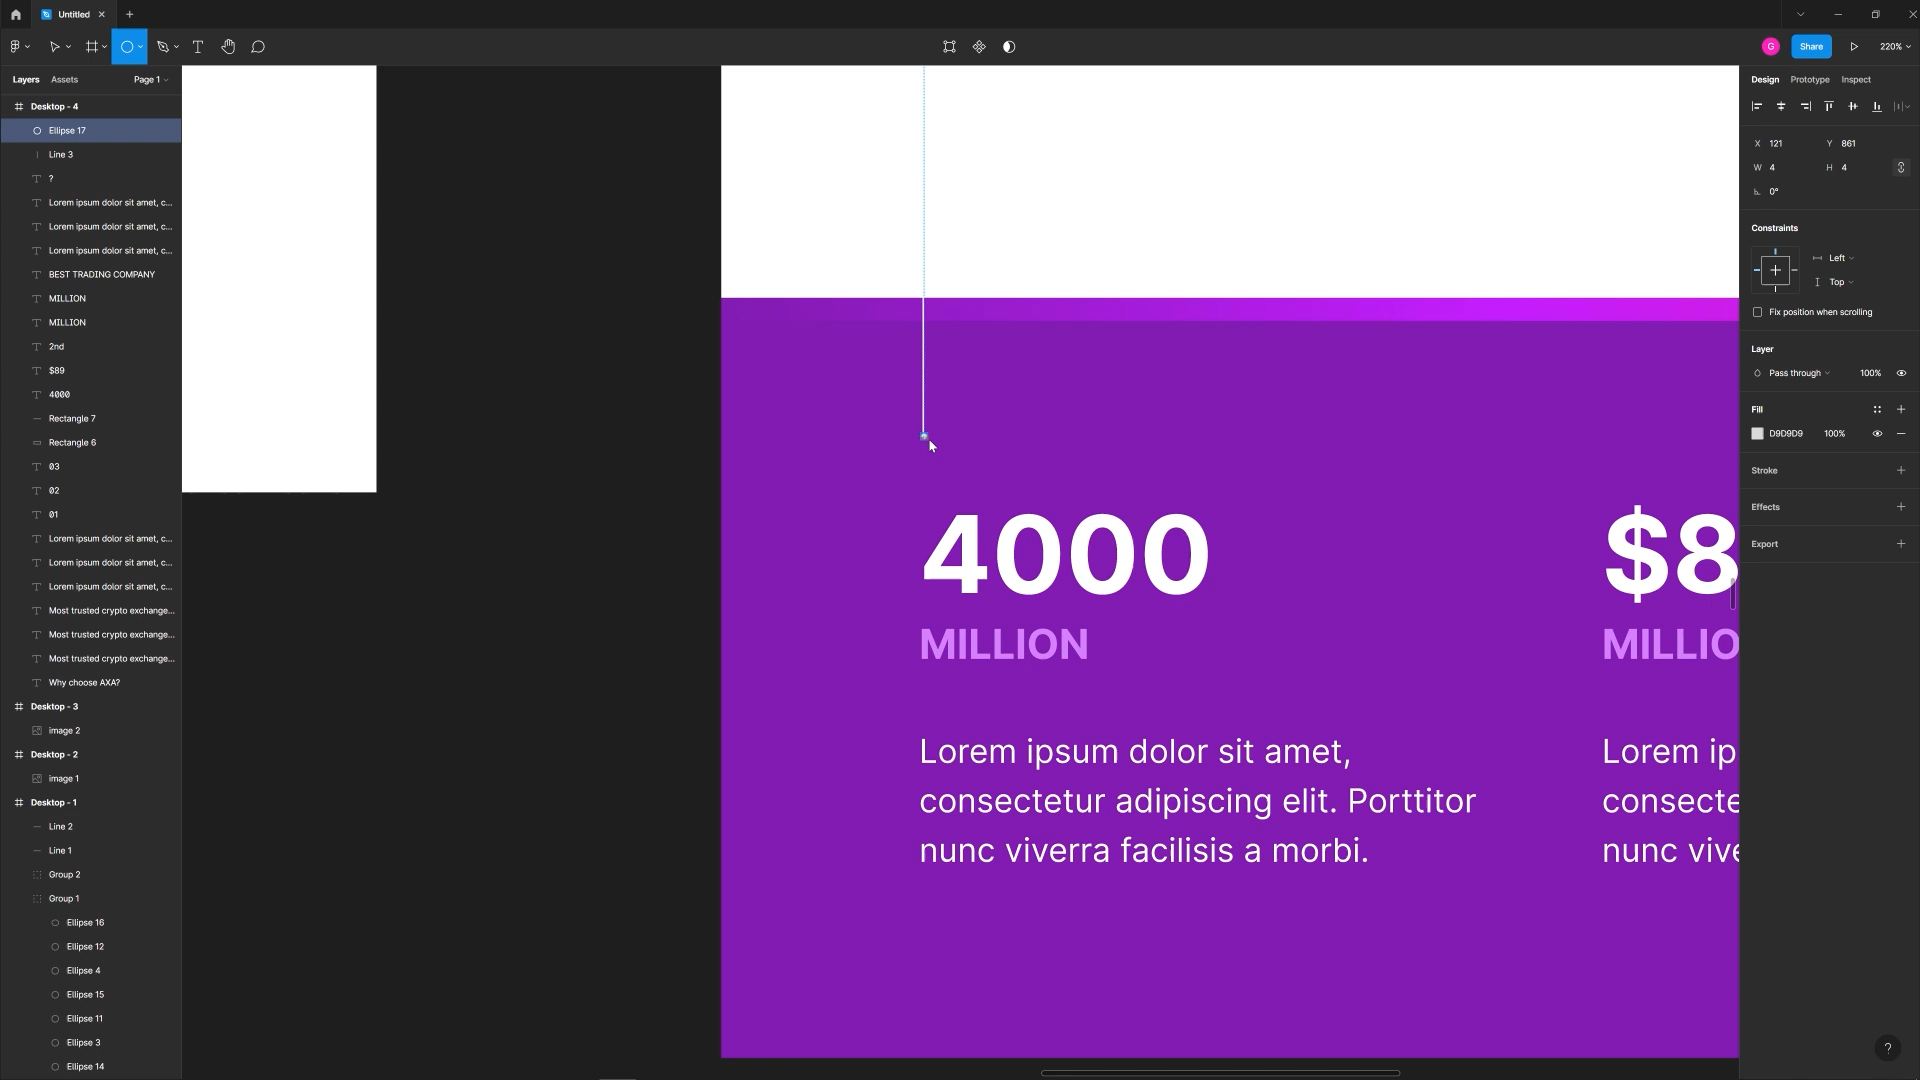 Untitled
G
Share
220%
Layers
Assets
Page 1
Design
Prototype
Inspect
Desktop - 4
Ellipse 17
Line 3
?
Lorem ipsum dolor sit amet, c...
Lorem ipsum dolor sit amet, c...
Lorem ipsum dolor sit amet, c...
BEST TRADING COMPANY
MILLION
MILLION
2nd
$89
4000
Rectangle 7
Rectangle 6
03
02
01
Lorem ipsum dolor sit amet, c...
Lorem ipsum dolor sit amet, c...
Lorem ipsum dolor sit amet, c...
Most trusted crypto exchange...
Most trusted crypto exchange...
Most trusted crypto exchange...
Why choose AXA?
Desktop - 3
image 2
Desktop - 2
image 1
Desktop - 1
Line 2
Line 1
Group 2
Group 1
Ellipse 16
Ellipse 12
Ellipse 4
Ellipse 15
Ellipse 11
Ellipse 3
Ellipse 14
4000
MILLION
Lorem ipsum dolor sit amet,
consectetur adipiscing elit. Porttitor
nunc viverra facilisis a morbi.
$8
MILLIO
Lorem ip
consecte
nunc vive
X 121 Y 861
W 4 H 4
0°
Constraints
Left
Top
Fix position when scrolling
Layer
Pass through 100%
Fill
D9D9D9 100%
Stroke
Effects
Export
?